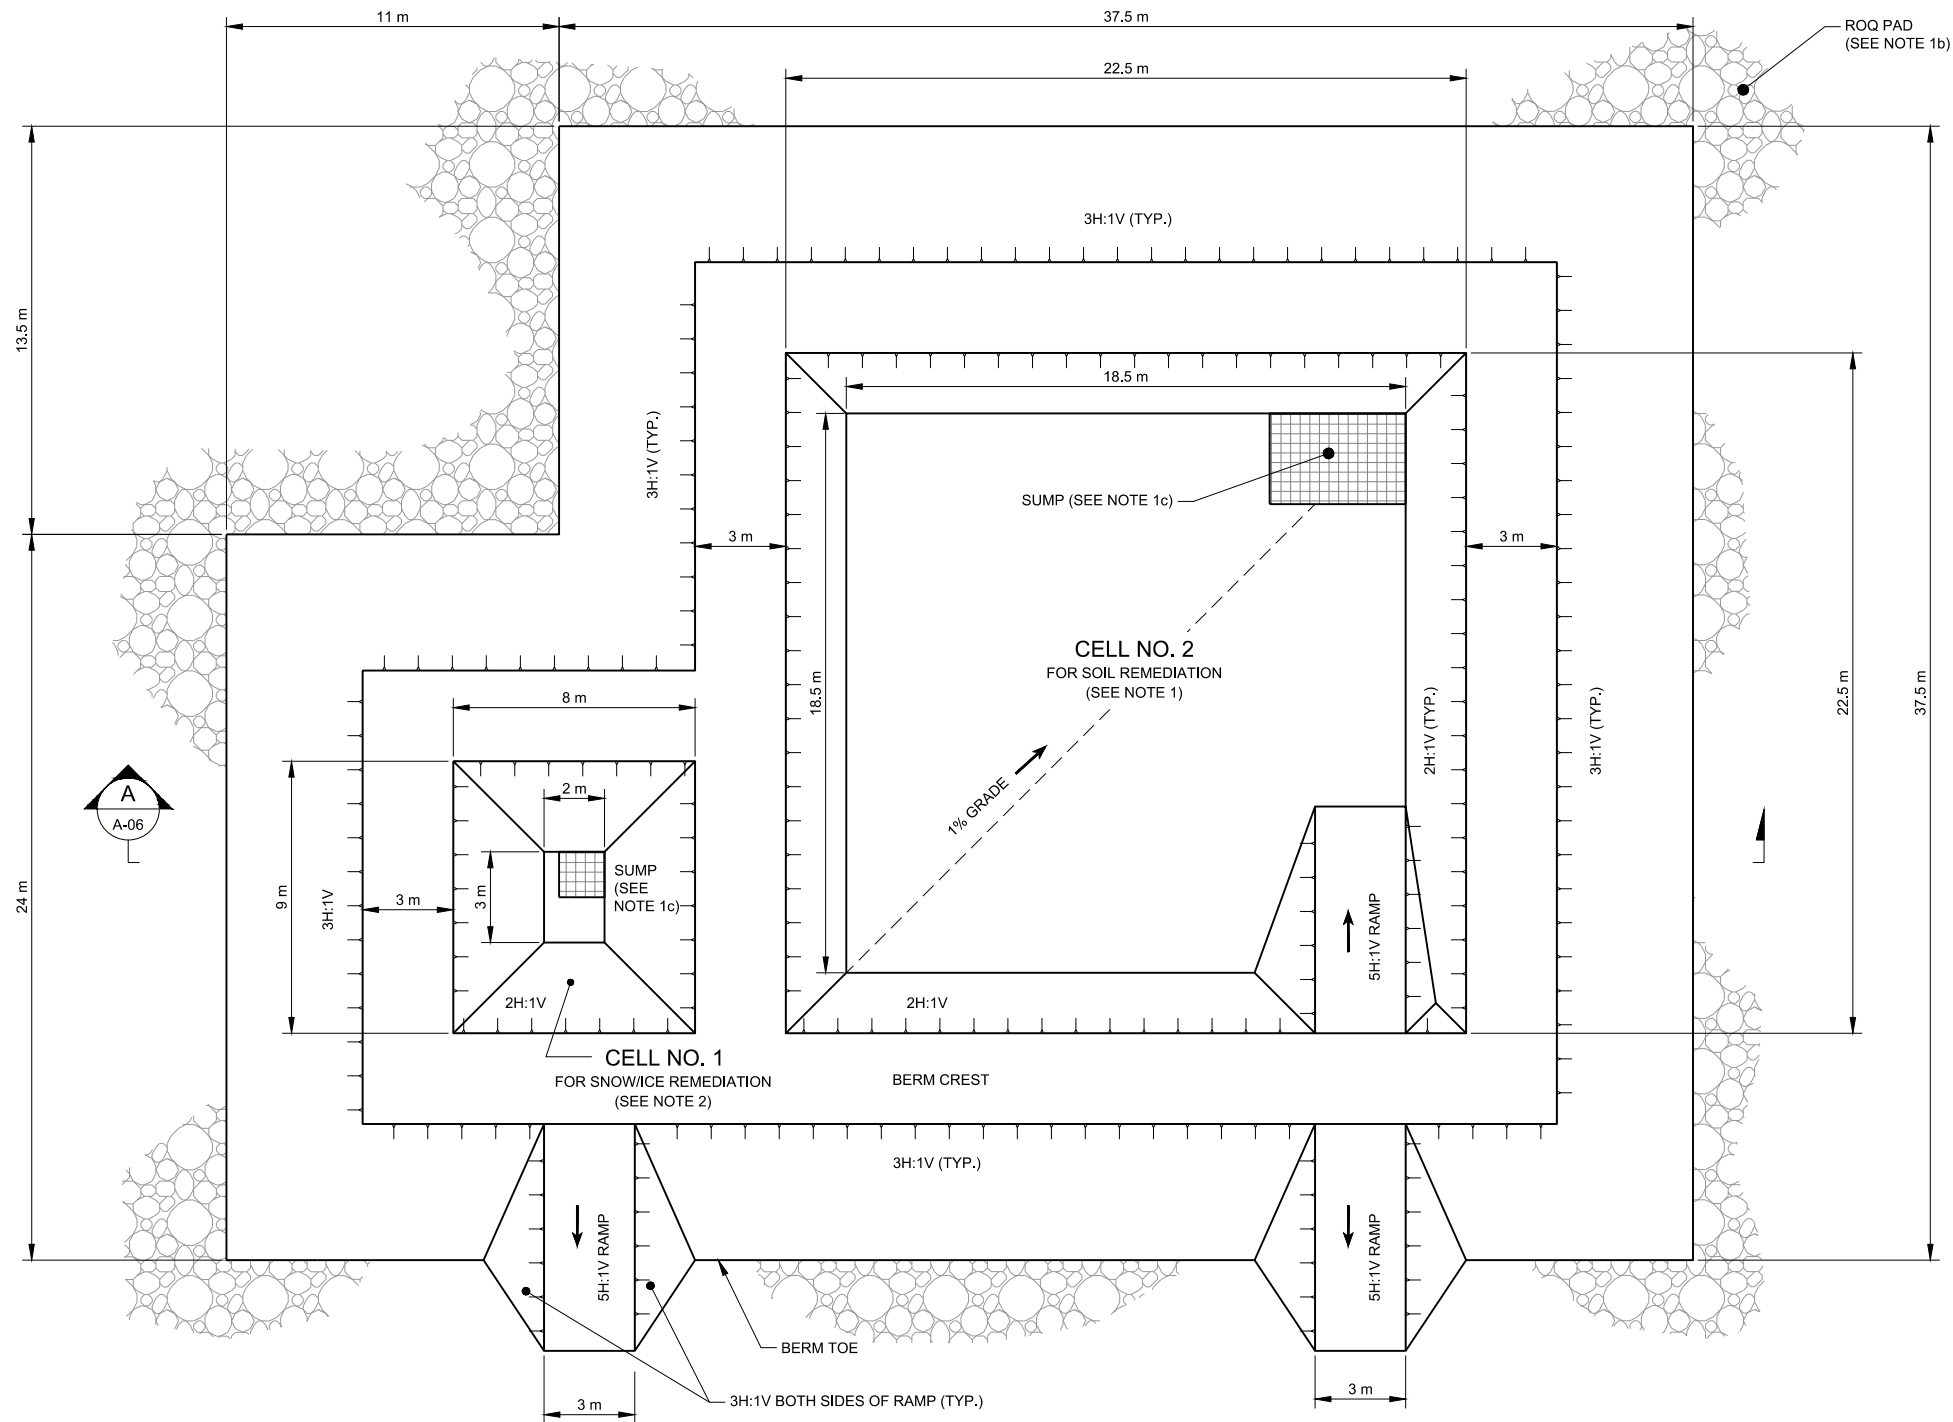 11 m
37.5 m
ROQ PAD
(SEE NOTE 1b)
22.5 m
3H:1V (TYP.)
13.5 m
18.5 m
3H:1V (TYP.)
SUMP (SEE NOTE 1c)
3 m
3 m
CELL NO. 2
FOR SOIL REMEDIATION
(SEE NOTE 1)
18.5 m
8 m
2H:1V (TYP.)
3H:1V (TYP.)
22.5 m
37.5 m
A
A-06
2 m
1% GRADE
SUMP
(SEE
NOTE 1c)
24 m
9 m
3H:1V
3 m
3 m
5H:1V RAMP
2H:1V
2H:1V
CELL NO. 1
FOR SNOW/ICE REMEDIATION
(SEE NOTE 2)
BERM CREST
3H:1V (TYP.)
5H:1V RAMP
5H:1V RAMP
BERM TOE
3H:1V BOTH SIDES OF RAMP (TYP.)
3 m
3 m